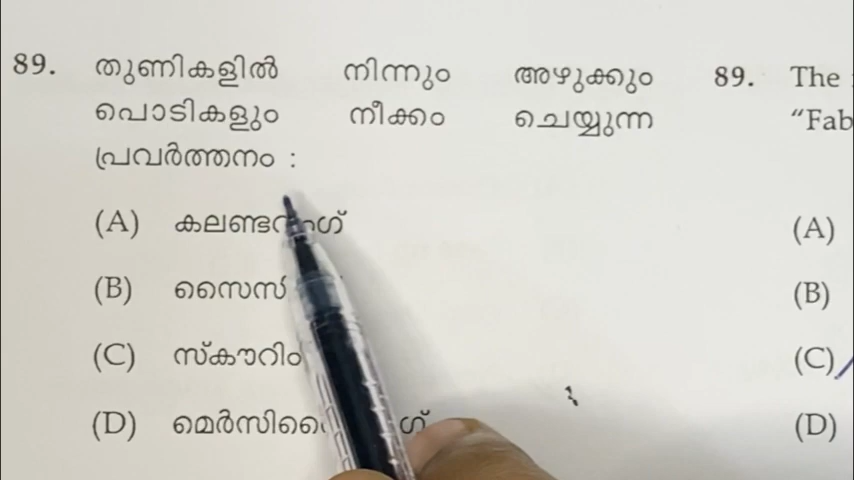 89. തുണികളിൽ നിന്നും അഴുക്കും
പൊടികളും നീക്കം ചെയ്യുന്ന
പ്രവർത്തനം :
(A)
(B)
(C)
(D)
89. The
“Fab
(A)
(B)
(C)
(D)